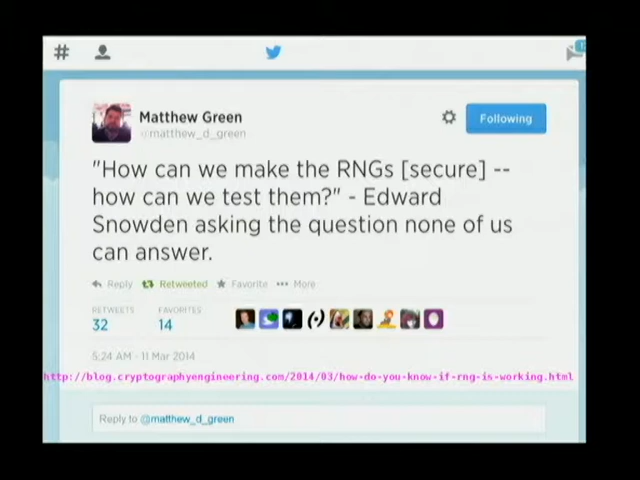 #
Matthew Green
@matthew_d_green
Following
"How can we make the RNGs [secure] --
how can we test them?" - Edward
Snowden asking the question none of us
can answer.
Reply Retweeted Favorite More
RETWEETS FAVORITES
32 14
5:24 AM - 11 Mar 2014
http://blog.cryptographyengineering.com/2014/03/how-do-you-know-if-rng-is-working.html
Reply to @matthew_d_green